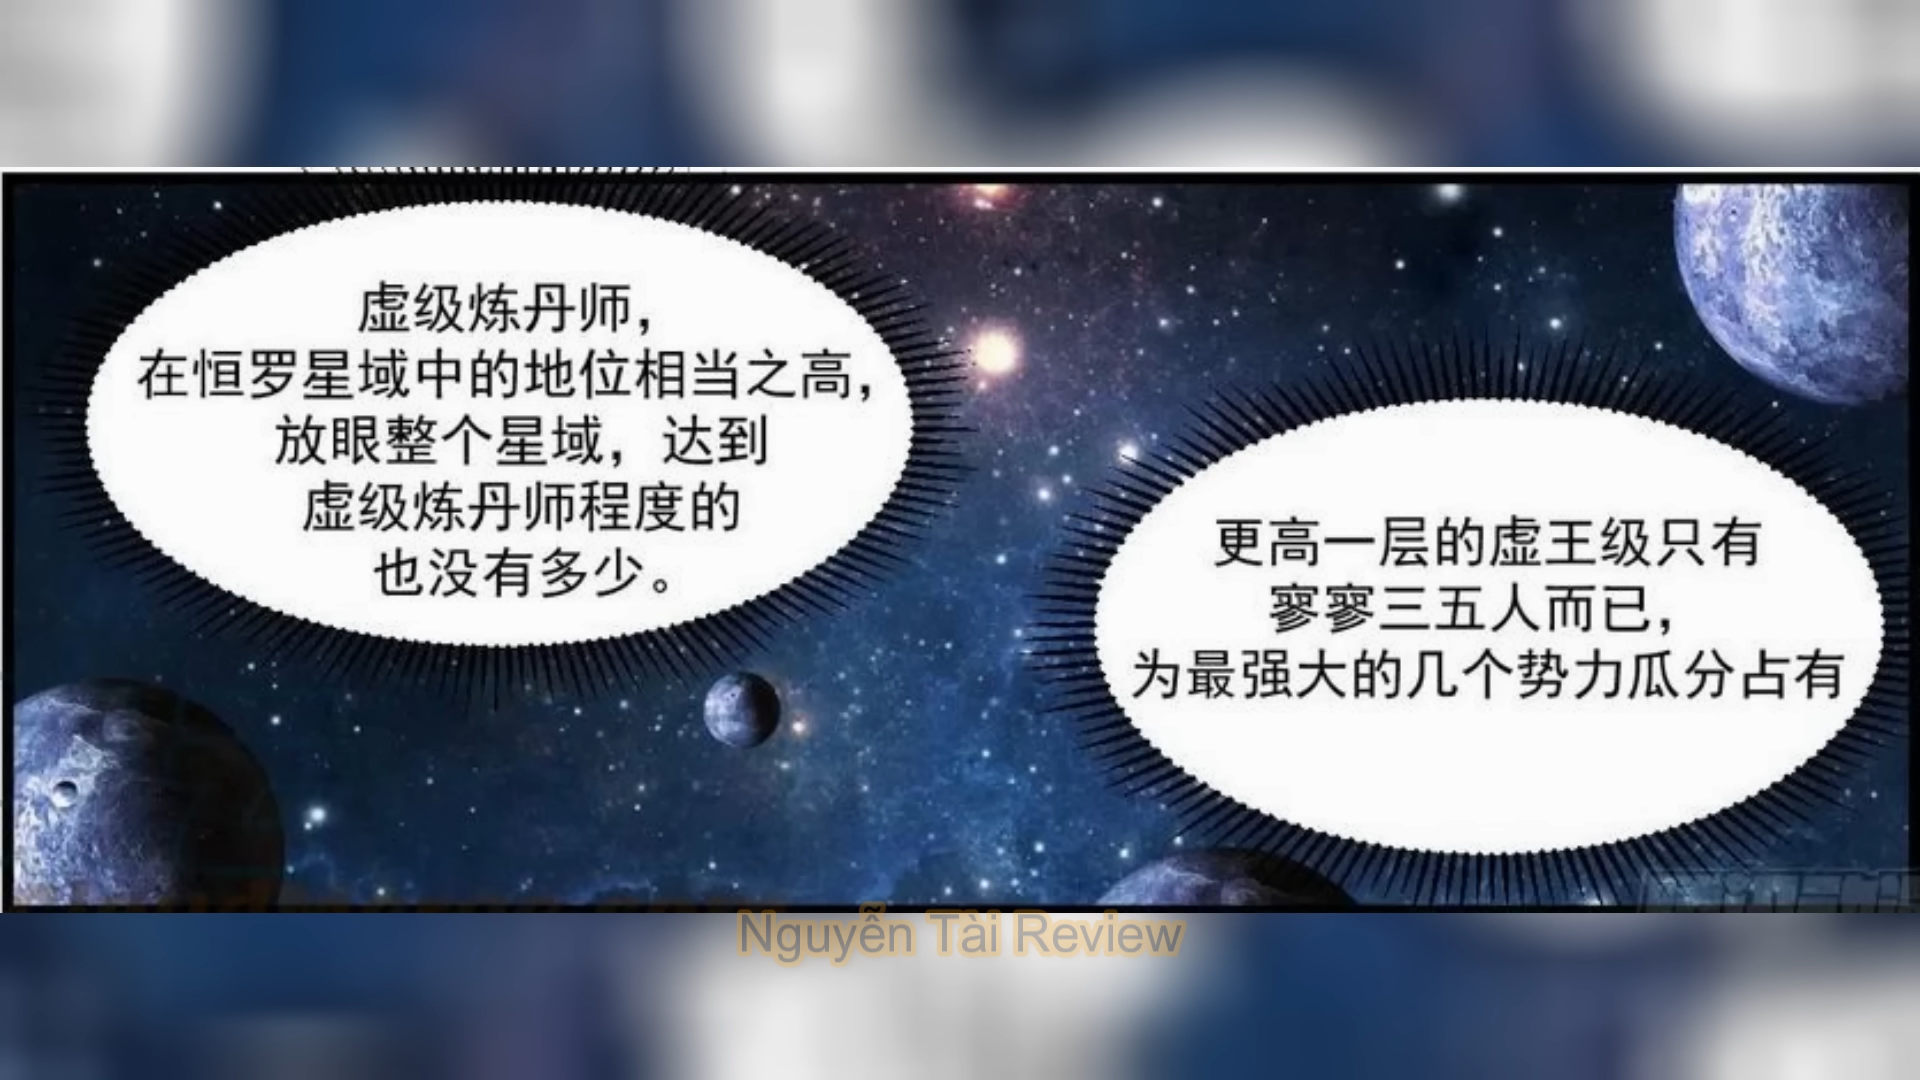 虚级炼丹师，
在恒罗星域中的地位相当之高，
放眼整个星域，达到
虚级炼丹师程度的
也没有多少。
更高一层的虚王级只有
寥寥三五人而已，
为最强大的几个势力瓜分占有
Nguyễn Tài Review